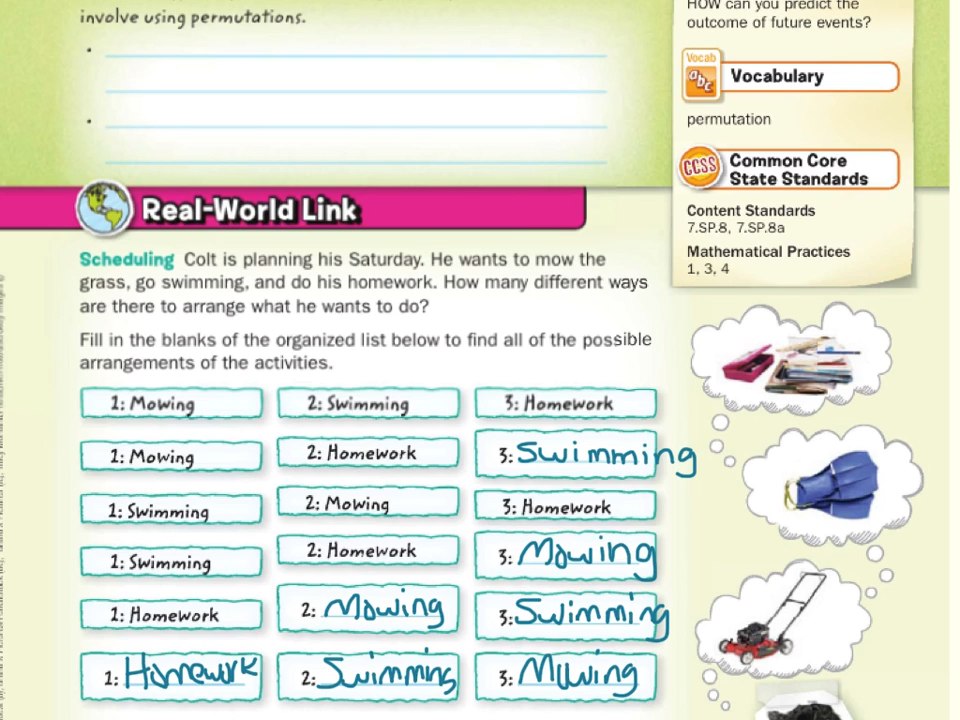 involve using permutations.
HOW can you predict the
outcome of future events?
Vocab
abc
Vocabulary
permutation
CCSS
Common Core
State Standards
Content Standards
7.SP.8, 7.SP.8a
Mathematical Practices
1, 3, 4
Real-World Link
Scheduling Colt is planning his Saturday. He wants to mow the
grass, go swimming, and do his homework. How many different ways
are there to arrange what he wants to do?
Fill in the blanks of the organized list below to find all of the possible
arrangements of the activities.
1: Mowing 2: Swimming 3: Homework
1: Mowing 2: Homework 3: Swimming
1: Swimming 2: Mowing 3: Homework
1: Swimming 2: Homework 3: Mowing
1: Homework 2: Mowing 3: Swimming
1: Homework 2: Swimming 3: Mowing